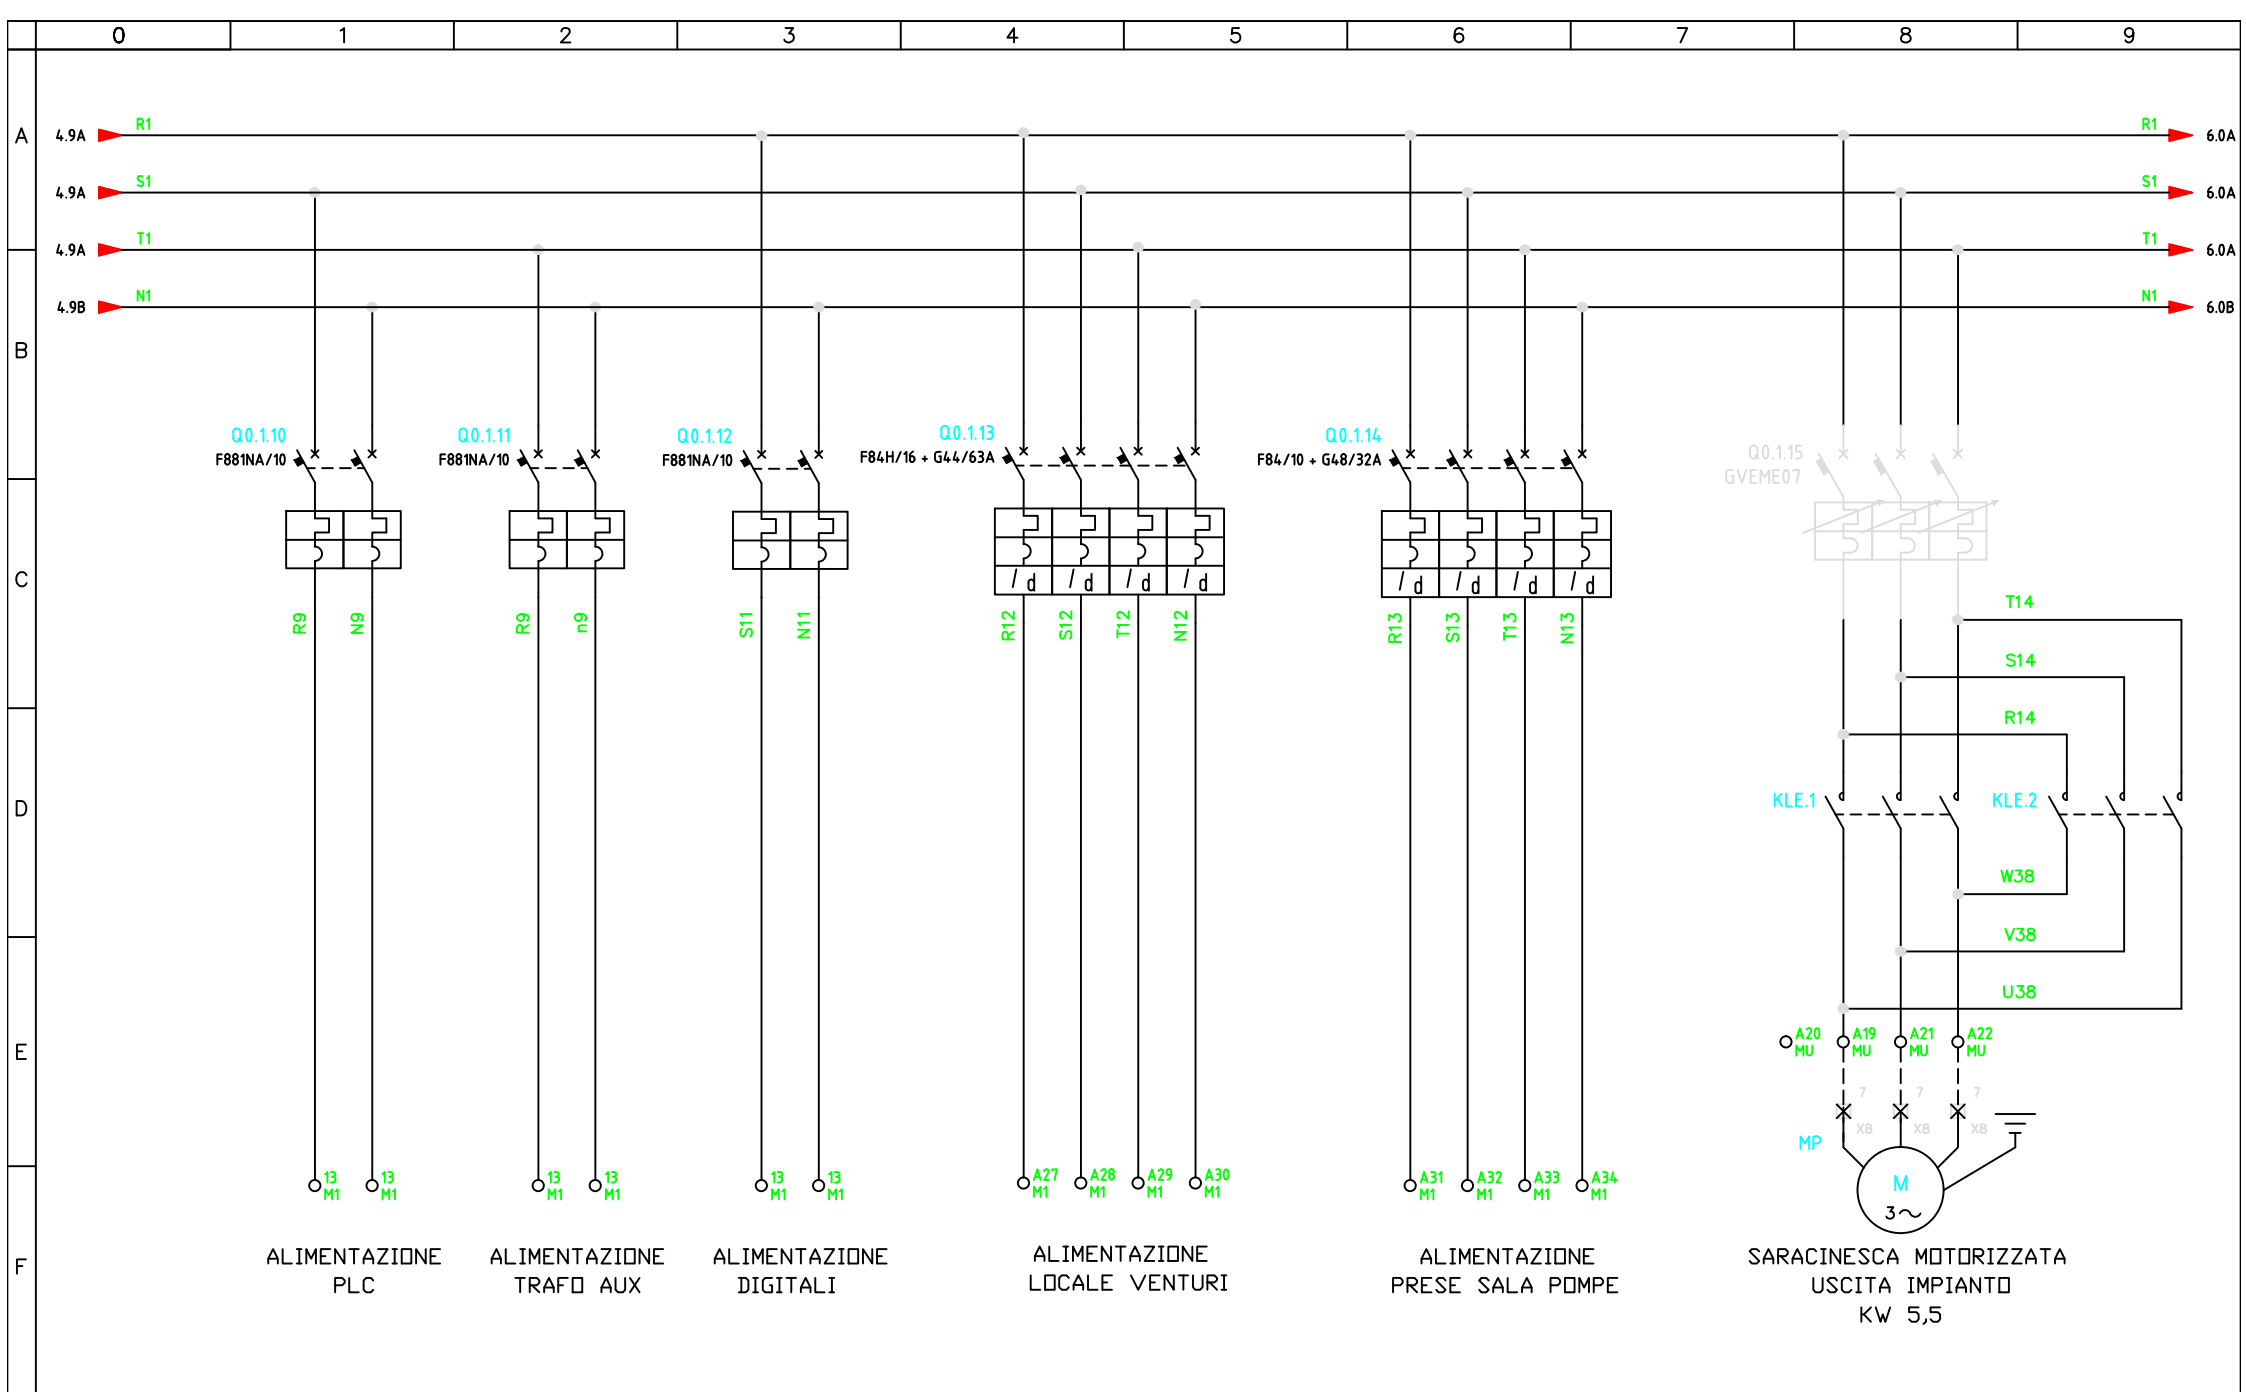 0 1 2 3 4 5 6 7 8 9
A
4.9A R1 R1 6.0A
4.9A S1 S1 6.0A
4.9A T1 T1 6.0A
4.9B N1 N1 6.0B
B
Q0.1.10
F881NA/10
Q0.1.11
F881NA/10
Q0.1.12
F881NA/10
Q0.1.13
F84H/16 + G44/63A
Q0.1.14
F84/10 + G48/32A
Q0.1.15
GVEME07
C
/d /d /d /d
/d /d /d /d
R9 N9
R9 n9
S11 N11
R12 S12 T12 N12
R13 S13 T13 N13
T14
S14
R14
D
KLE.1 KLE.2
W38
V38
U38
E
A20 A19 A21 A22
MU MU MU MU
7 7 7
X8 X8 X8
MP
M
3~
13 13 13 13 13 13 A27 A28 A29 A30 A31 A32 A33 A34
M1 M1 M1 M1 M1 M1 M1 M1 M1 M1 M1 M1 M1 M1
F
ALIMENTAZIONE
PLC
ALIMENTAZIONE
TRAFO AUX
ALIMENTAZIONE
DIGITALI
ALIMENTAZIONE
LOCALE VENTURI
ALIMENTAZIONE
PRESE SALA POMPE
SARACINESCA MOTORIZZATA
USCITA IMPIANTO
KW 5,5